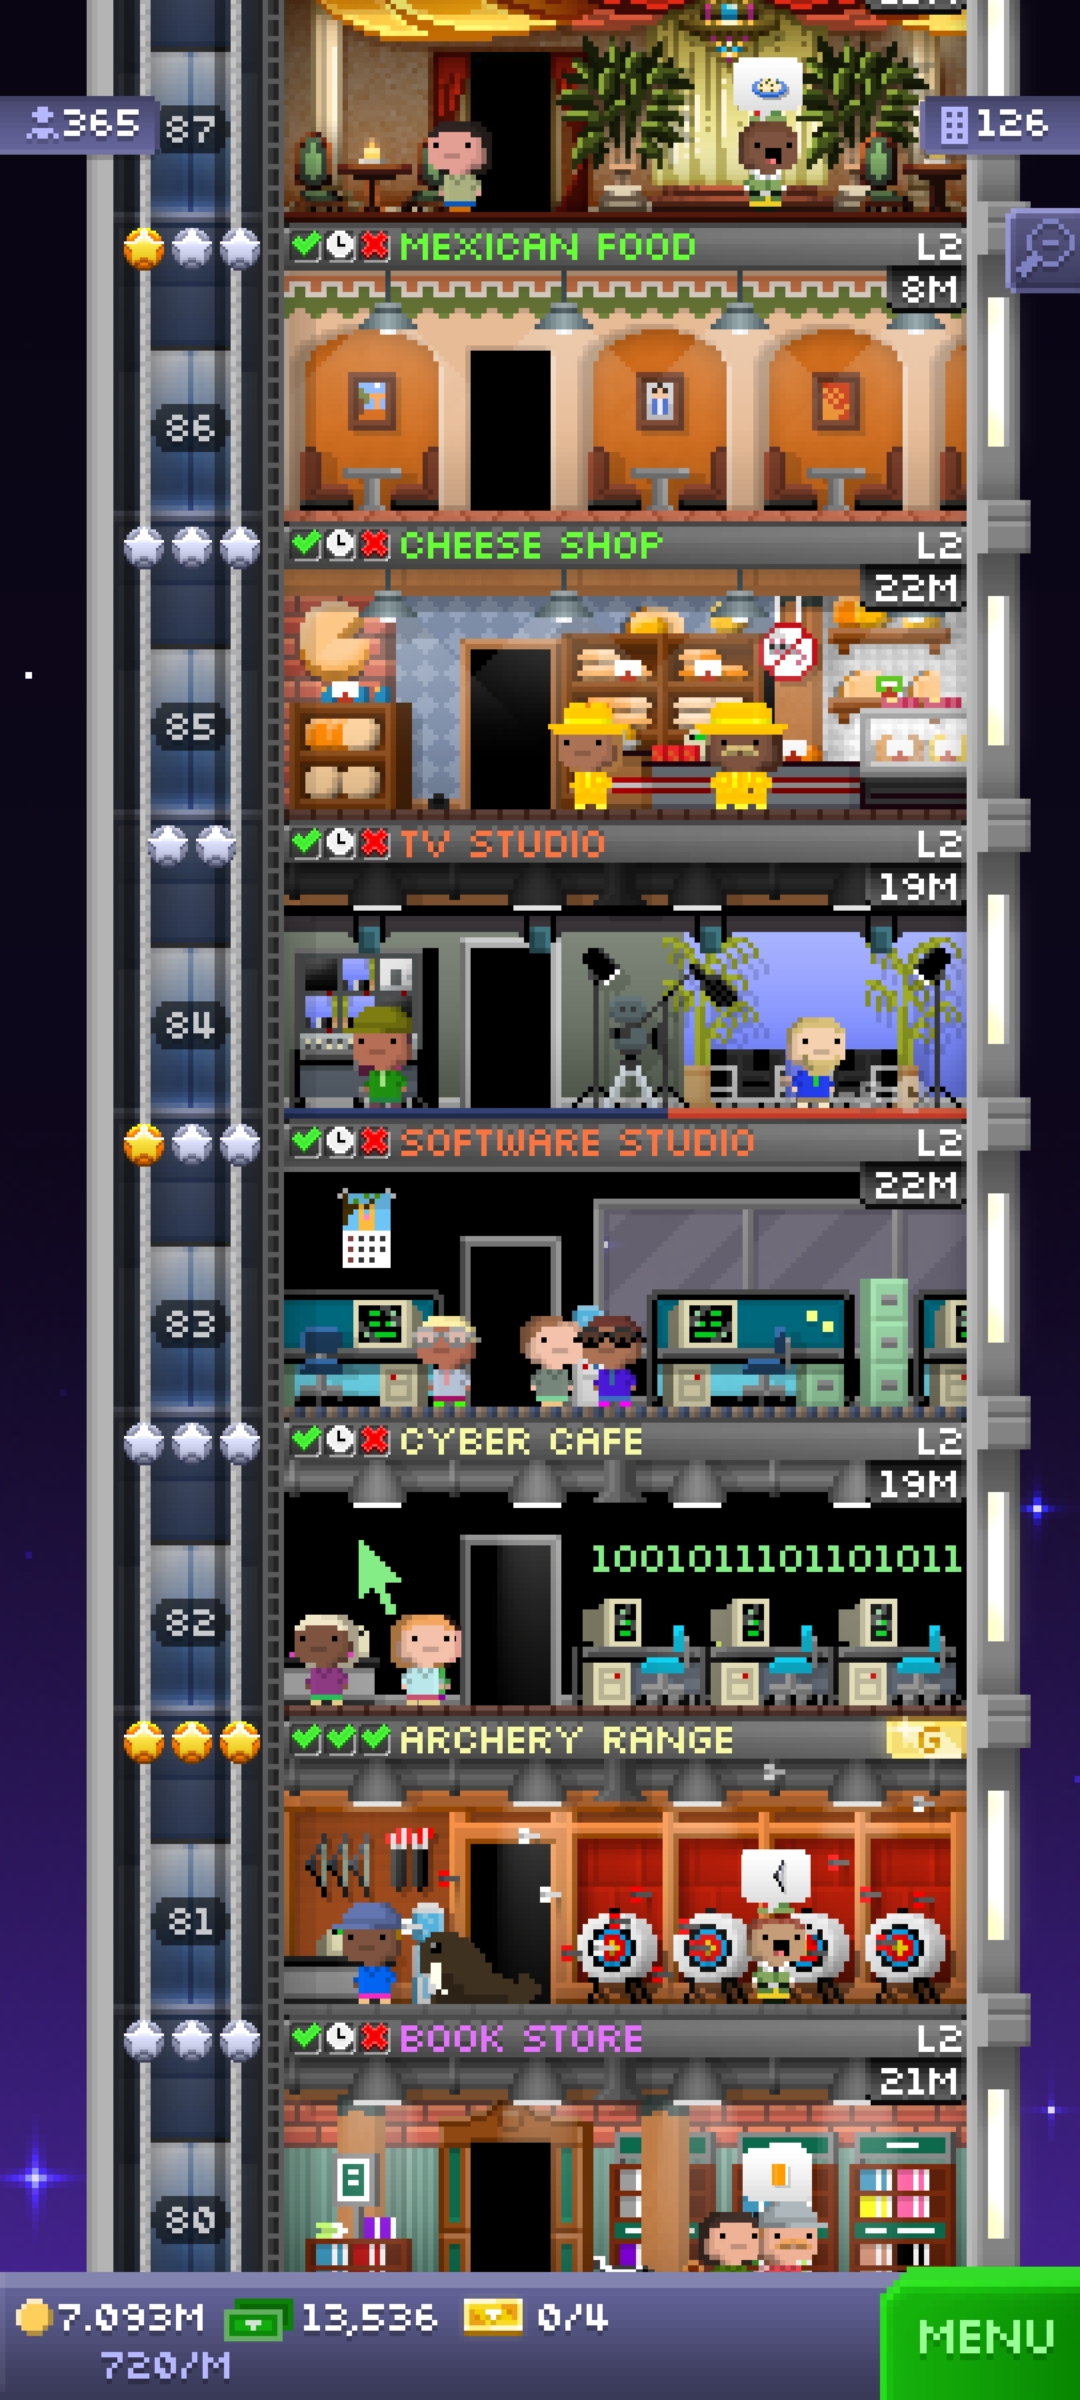 365
87
126
MEXICAN FOOD L2
8M
86
CHEESE SHOP L2
22M
85
TV STUDIO L2
19M
84
SOFTWARE STUDIO L2
22M
83
CYBER CAFE L2
19M
1001011101101011
82
ARCHERY RANGE G
81
BOOK STORE L2
21M
80
7.093M 13,536 0/4
720/M
MENU